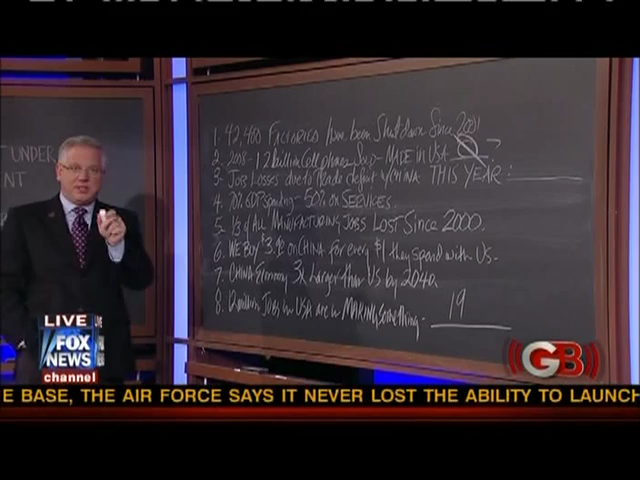 T UNDER
NT
1. 42,400 FACTORIES have been Shut down Since 2001
2. 2008 - 1.2 billion Cell phones Sold - MADE in USA 0 ?
3. JOB LOSSES due to trade deficit w/CHINA THIS YEAR:
4. 70% GDP Spending - 50% on SERVICES.
5. 1/3 of ALL MANUFACTURING JOBS LOST SINCE 2000.
6. WE BUY on CHINA for every $1 they spend with US.
7. CHINA Economy 3x larger than US by 2040.
8. JOBS in USA are in MAKING Something - 19
LIVE
FOX
NEWS
channel
GB
E BASE, THE AIR FORCE SAYS IT NEVER LOST THE ABILITY TO LAUNCH